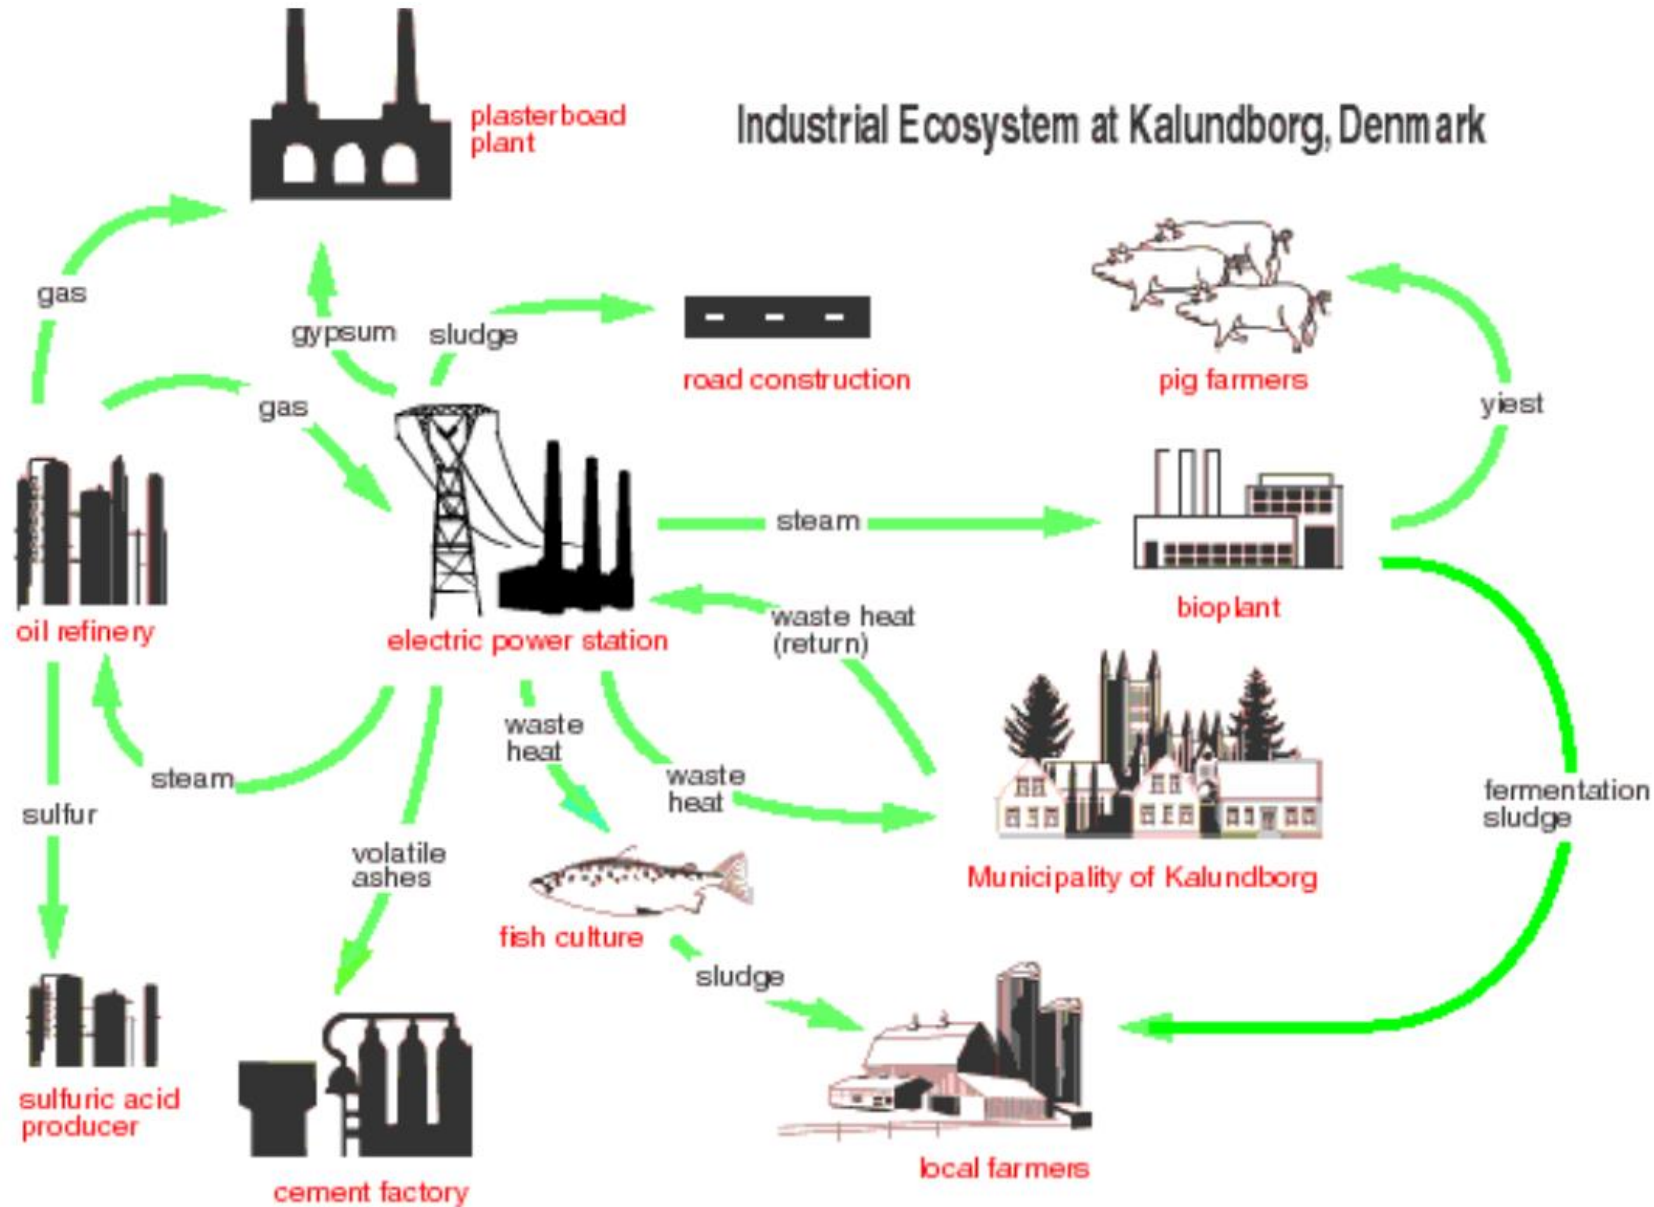 plasterboad
plant
Industrial Ecosystem at Kalundborg, Denmark
gas
gypsum
sludge
road construction
pig farmers
gas
yiest
steam
oil refinery
electric power station
waste heat
(return)
bioplant
waste
heat
steam
waste
heat
sulfur
fermentation
sludge
volatile
ashes
Municipality of Kalundborg
fish culture
sludge
sulfuric acid
producer
local farmers
cement factory